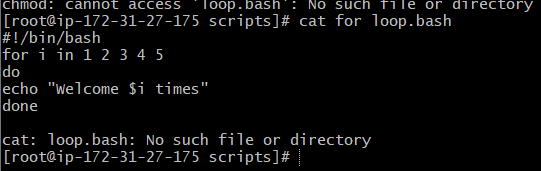 chmod: cannot access 'loop.bash': No such file or directory
[root@ip-172-31-27-175 scripts]# cat for loop.bash
#!/bin/bash
for i in 1 2 3 4 5
do
echo "Welcome $i times"
done
cat: loop.bash: No such file or directory
[root@ip-172-31-27-175 scripts]#